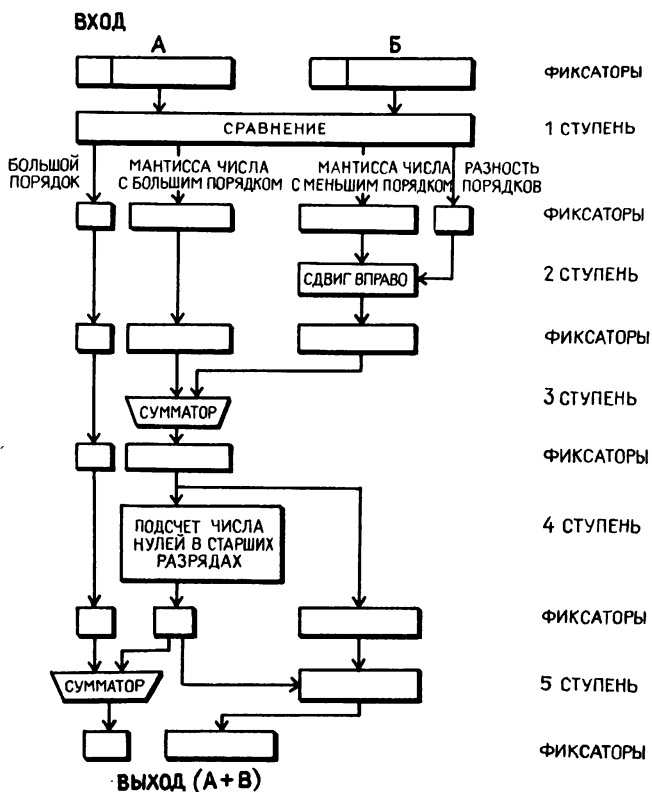 ВХОД
А
Б
ФИКСАТОРЫ
СРАВНЕНИЕ
1 СТУПЕНЬ
БОЛЬШОЙ
ПОРЯДОК
МАНТИССА ЧИСЛА
С БОЛЬШИМ ПОРЯДКОМ
МАНТИССА ЧИСЛА
С МЕНЬШИМ ПОРЯДКОМ
РАЗНОСТЬ
ПОРЯДКОВ
ФИКСАТОРЫ
СДВИГ ВПРАВО
2 СТУПЕНЬ
ФИКСАТОРЫ
СУММАТОР
3 СТУПЕНЬ
ФИКСАТОРЫ
ПОДСЧЕТ ЧИСЛА
НУЛЕЙ В СТАРШИХ
РАЗРЯДАХ
4 СТУПЕНЬ
ФИКСАТОРЫ
СУММАТОР
5 СТУПЕНЬ
ФИКСАТОРЫ
ВЫХОД (А+В)